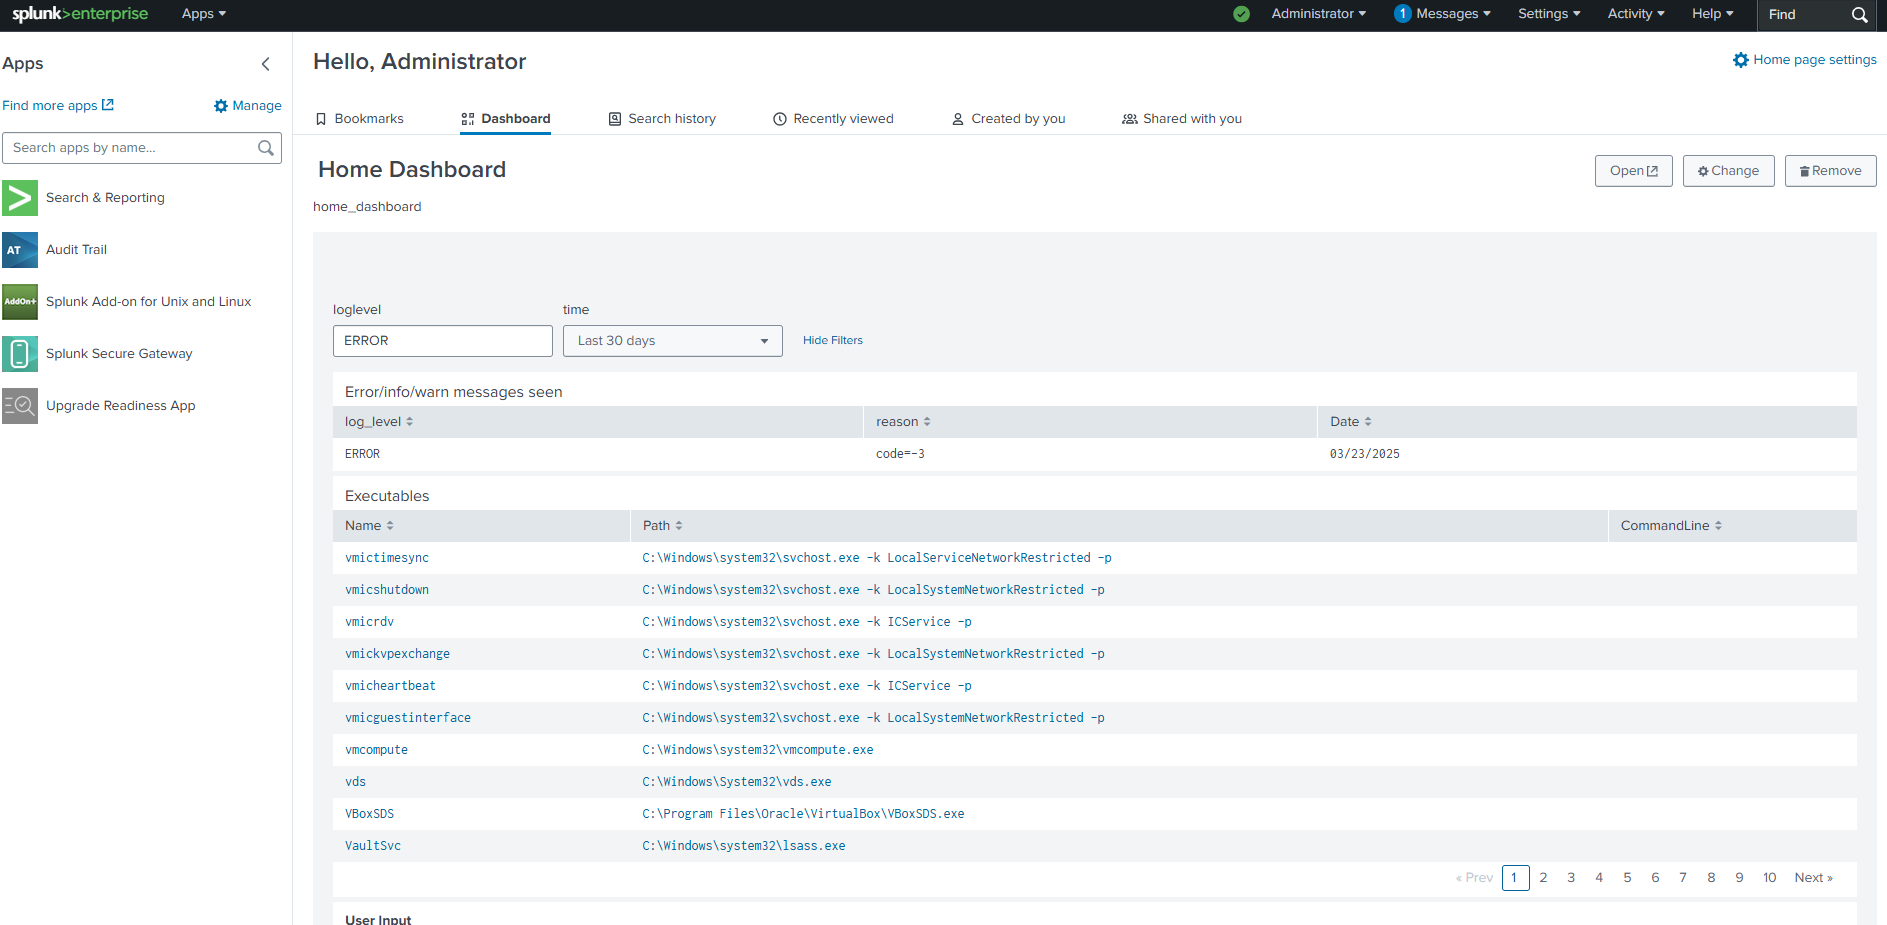 splunk>enterprise Apps Administrator 1 Messages Settings Activity Help Find
Apps
Find more apps Manage
Search apps by name...
Search & Reporting
AT Audit Trail
AddOn+ Splunk Add-on for Unix and Linux
Splunk Secure Gateway
Upgrade Readiness App
Hello, Administrator
Home page settings
Bookmarks Dashboard Search history Recently viewed Created by you Shared with you
Home Dashboard
Open Change Remove
home_dashboard
loglevel time
ERROR Last 30 days Hide Filters
Error/info/warn messages seen
log_level reason Date
ERROR code=-3 03/23/2025
Executables
Name Path CommandLine
vmictimesync C:\Windows\system32\svchost.exe -k LocalServiceNetworkRestricted -p
vmicshutdown C:\Windows\system32\svchost.exe -k LocalSystemNetworkRestricted -p
vmicrdv C:\Windows\system32\svchost.exe -k ICService -p
vmickvpexchange C:\Windows\system32\svchost.exe -k LocalSystemNetworkRestricted -p
vmicheartbeat C:\Windows\system32\svchost.exe -k ICService -p
vmicguestinterface C:\Windows\system32\svchost.exe -k LocalSystemNetworkRestricted -p
vmcompute C:\Windows\system32\vmcompute.exe
vds C:\Windows\System32\vds.exe
VBoxSDS C:\Program Files\Oracle\VirtualBox\VBoxSDS.exe
VaultSvc C:\Windows\system32\lsass.exe
« Prev 1 2 3 4 5 6 7 8 9 10 Next »
User Input